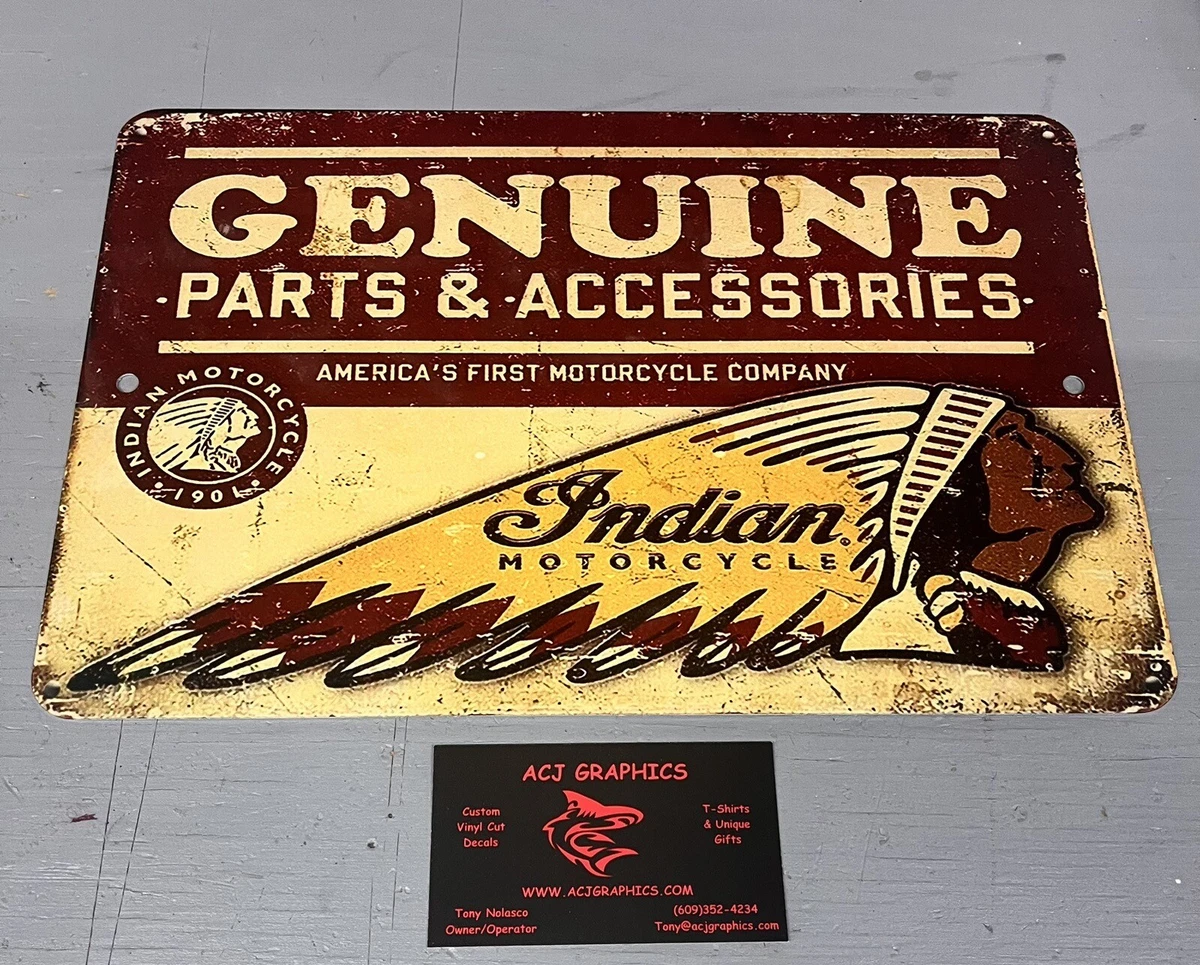 GENUINE
·PARTS & ·ACCESSORIES·
AMERICA'S FIRST MOTORCYCLE COMPANY
INDIAN MOTORCYCLE
· 1901 ·
Indian
MOTORCYCLE
ACJ GRAPHICS
Custom
Vinyl Cut
Decals
T-Shirts
& Unique
Gifts
WWW.ACJGRAPHICS.COM
Tony Nolasco
Owner/Operator
(609)352-4234
Tony@acjgraphics.com